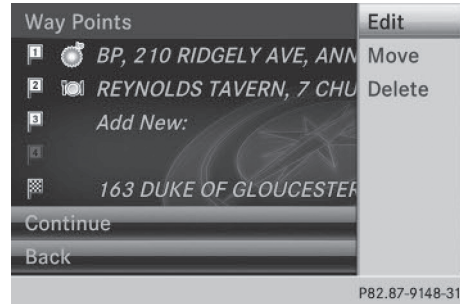 Way Points
Edit
1 BP, 210 RIDGELY AVE, ANN
Move
2 REYNOLDS TAVERN, 7 CHU
Delete
3 Add New:
4
163 DUKE OF GLOUCESTER
Continue
Back
P82.87-9148-31